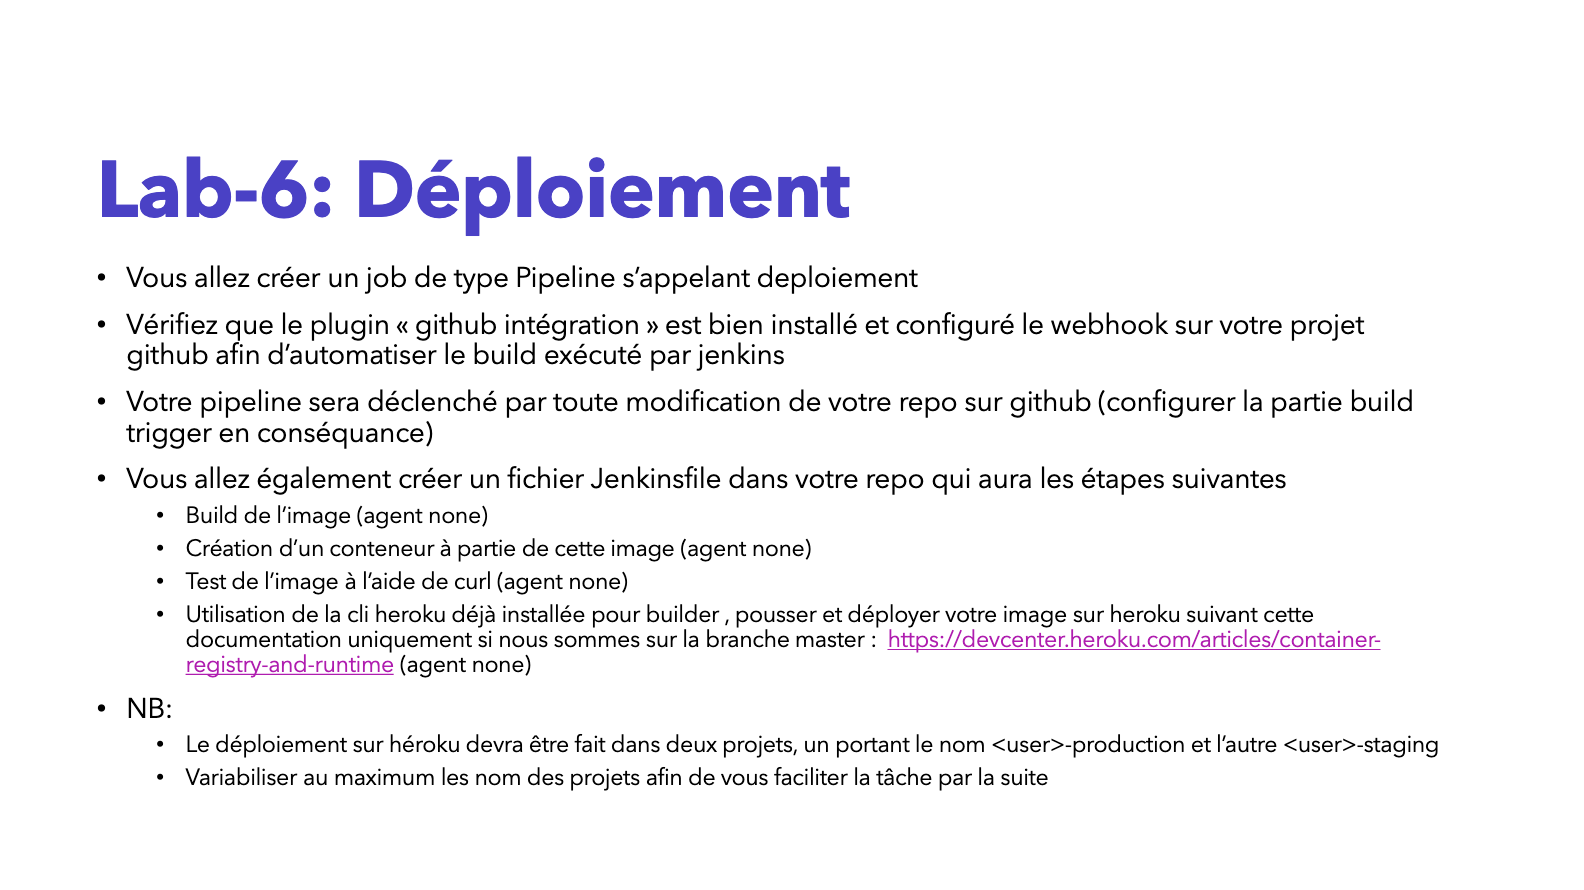 Lab-6: Déploiement
• Vous allez créer un job de type Pipeline s’appelant deploiement
• Vérifiez que le plugin « github intégration » est bien installé et configuré le webhook sur votre projet
github afin d’automatiser le build exécuté par jenkins
• Votre pipeline sera déclenché par toute modification de votre repo sur github (configurer la partie build
trigger en conséquance)
• Vous allez également créer un fichier Jenkinsfile dans votre repo qui aura les étapes suivantes
• Build de l’image (agent none)
• Création d’un conteneur à partie de cette image (agent none)
• Test de l’image à l’aide de curl (agent none)
• Utilisation de la cli heroku déjà installée pour builder , pousser et déployer votre image sur heroku suivant cette
documentation uniquement si nous sommes sur la branche master : https://devcenter.heroku.com/articles/container-
registry-and-runtime (agent none)
• NB:
• Le déploiement sur héroku devra être fait dans deux projets, un portant le nom <user>-production et l’autre <user>-staging
• Variabiliser au maximum les nom des projets afin de vous faciliter la tâche par la suite